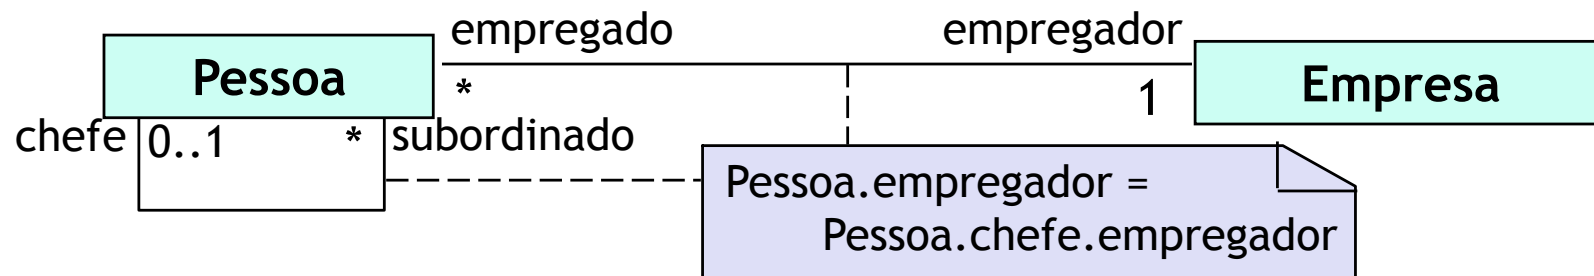 empregado
empregador
Pessoa
*
1
Empresa
chefe
0..1
*
subordinado
Pessoa.empregador =
Pessoa.chefe.empregador